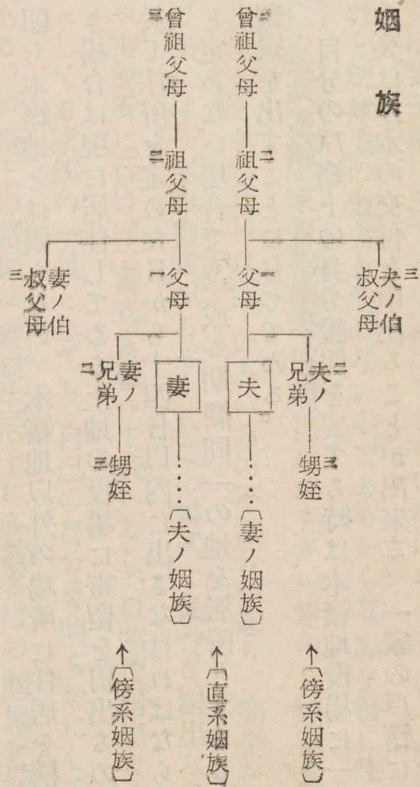 姻族
三 夫ノ伯叔父母
二 夫ノ兄弟
三 甥姪
〔傍系姻族〕
三 曾祖父母
二 祖父母
一 父母
夫
〔妻ノ姻族〕
〔直系姻族〕
三 曾祖父母
二 祖父母
一 父母
妻
〔夫ノ姻族〕
二 妻ノ兄弟
三 甥姪
〔傍系姻族〕
三 妻ノ伯叔父母